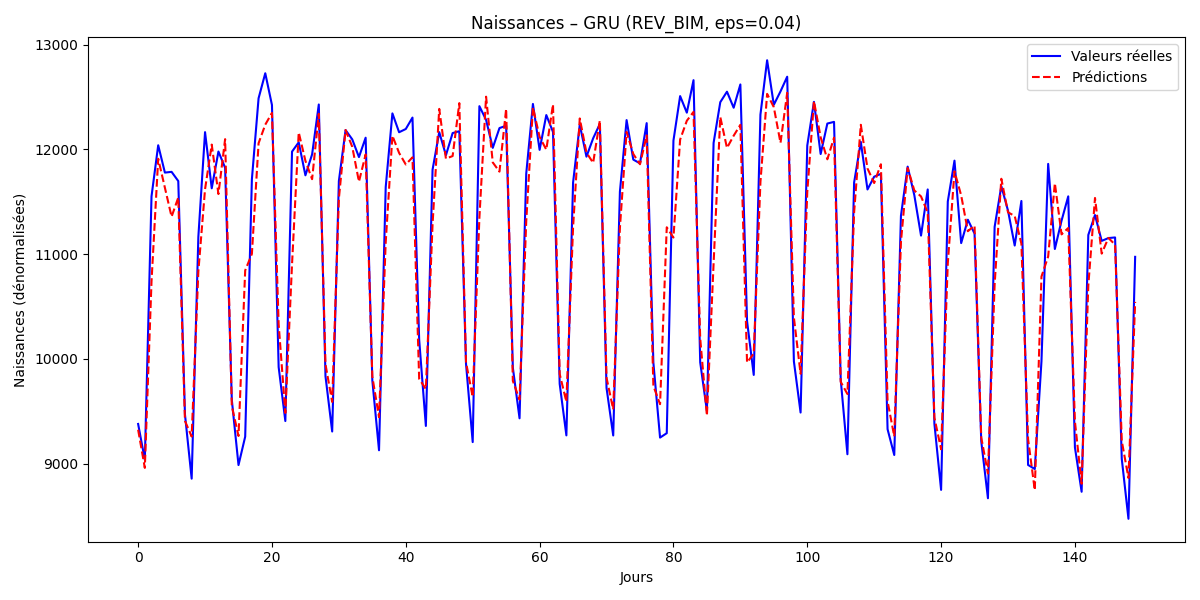 Naissances – GRU (REV_BIM, eps=0.04)
Valeurs réelles
Prédictions
Naissances (dénormalisées)
13000
12000
11000
10000
9000
0 20 40 60 80 100 120 140
Jours